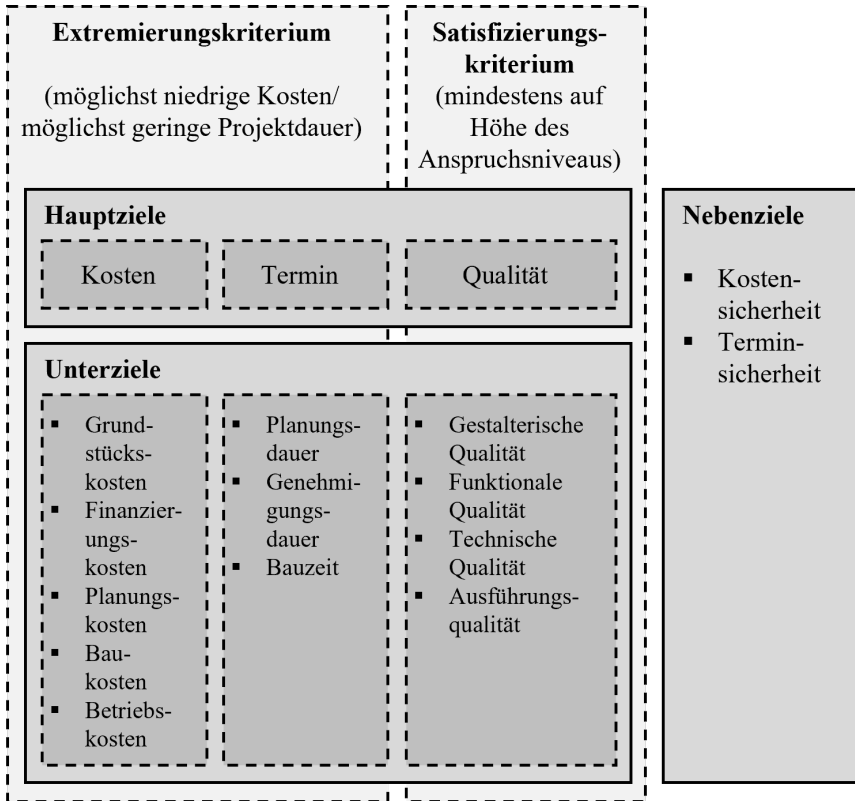 Extremierungskriterium
(möglichst niedrige Kosten/
möglichst geringe Projektdauer)
Satisfizierungs-
kriterium
(mindestens auf
Höhe des
Anspruchsniveaus)
Hauptziele
Kosten
Termin
Qualität
Unterziele
▪ Grund-
stücks-
kosten
▪ Finanzier-
ungs-
kosten
▪ Planungs-
kosten
▪ Bau-
kosten
▪ Betriebs-
kosten
▪ Planungs-
dauer
▪ Genehmi-
gungs-
dauer
▪ Bauzeit
▪ Gestalterische
Qualität
▪ Funktionale
Qualität
▪ Technische
Qualität
▪ Ausführungs-
qualität
Nebenziele
▪ Kosten-
sicherheit
▪ Termin-
sicherheit